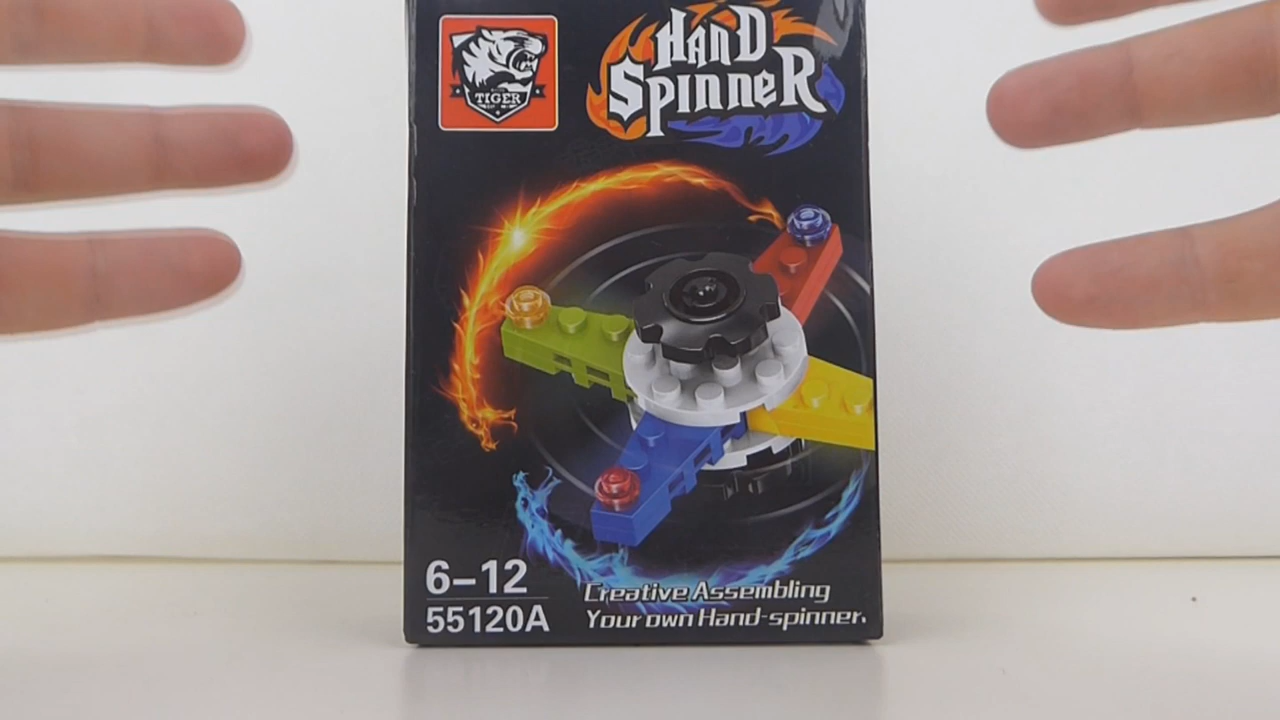 TIGER
HAND
SPINNER
6–12
55120A
Creative Assembling
Your own Hand-spinner.